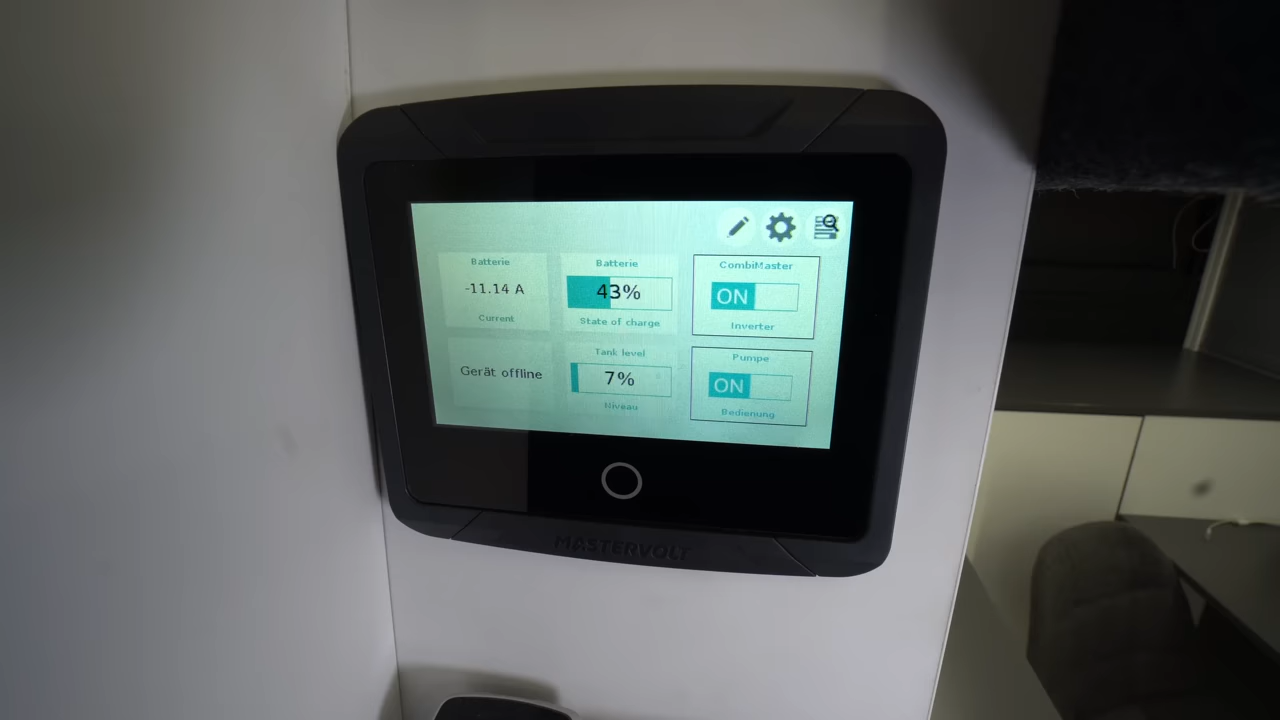 Batterie
-11.14 A
Current
Batterie
43%
State of charge
CombiMaster
ON
Inverter
Gerät offline
Tank level
7%
Niveau
Pumpe
ON
Bedienung
MASTERVOLT